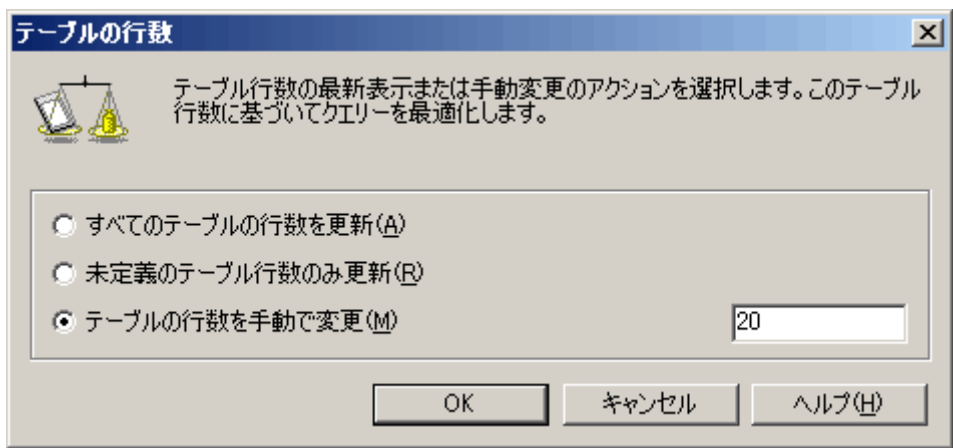 テーブルの行数
テーブル行数の最新表示または手動変更のアクションを選択します。このテーブル
行数に基づいてクエリーを最適化します。
すべてのテーブルの行数を更新(A)
未定義のテーブル行数のみ更新(R)
テーブルの行数を手動で変更(M)
20
OK
キャンセル
ヘルプ(H)